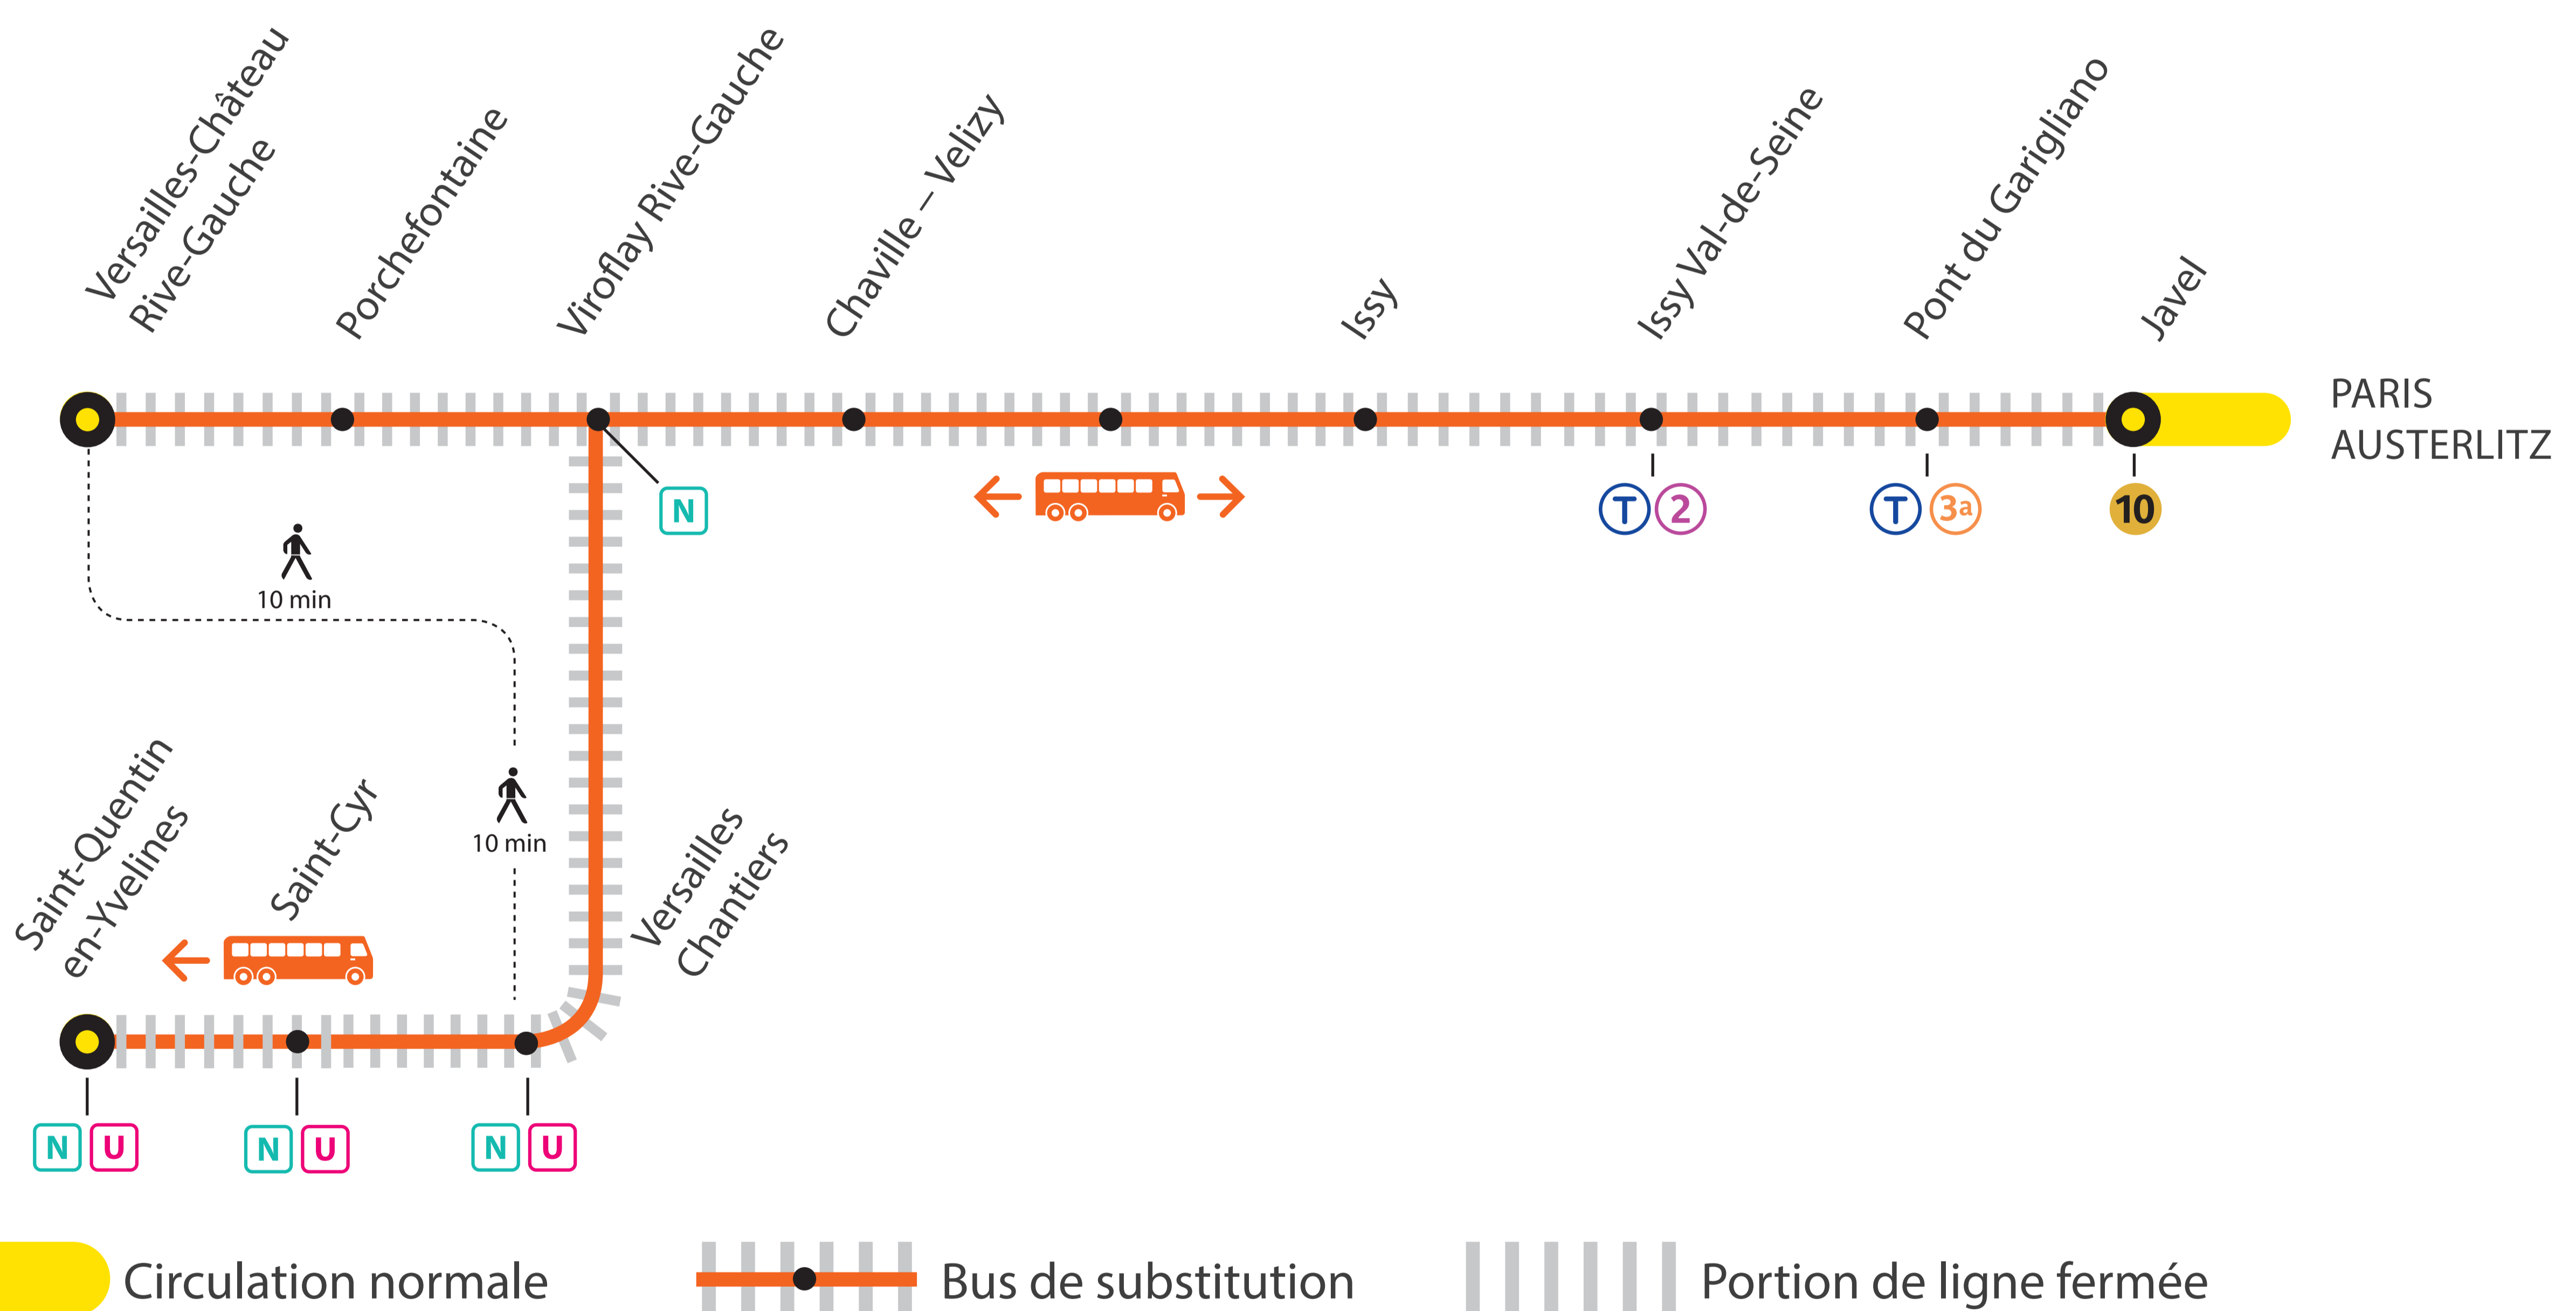 Versailles-Château
Rive-Gauche
Porchefontaine
Viroflay Rive-Gauche
Chaville – Velizy
Issy
Issy Val-de-Seine
Pont du Garigliano
Javel
PARIS
AUSTERLITZ
N
T 2
T 3a
10
10 min
10 min
Saint-Quentin
en-Yvelines
Saint-Cyr
Versailles
Chantiers
N U
N U
N U
Circulation normale
Bus de substitution
Portion de ligne fermée